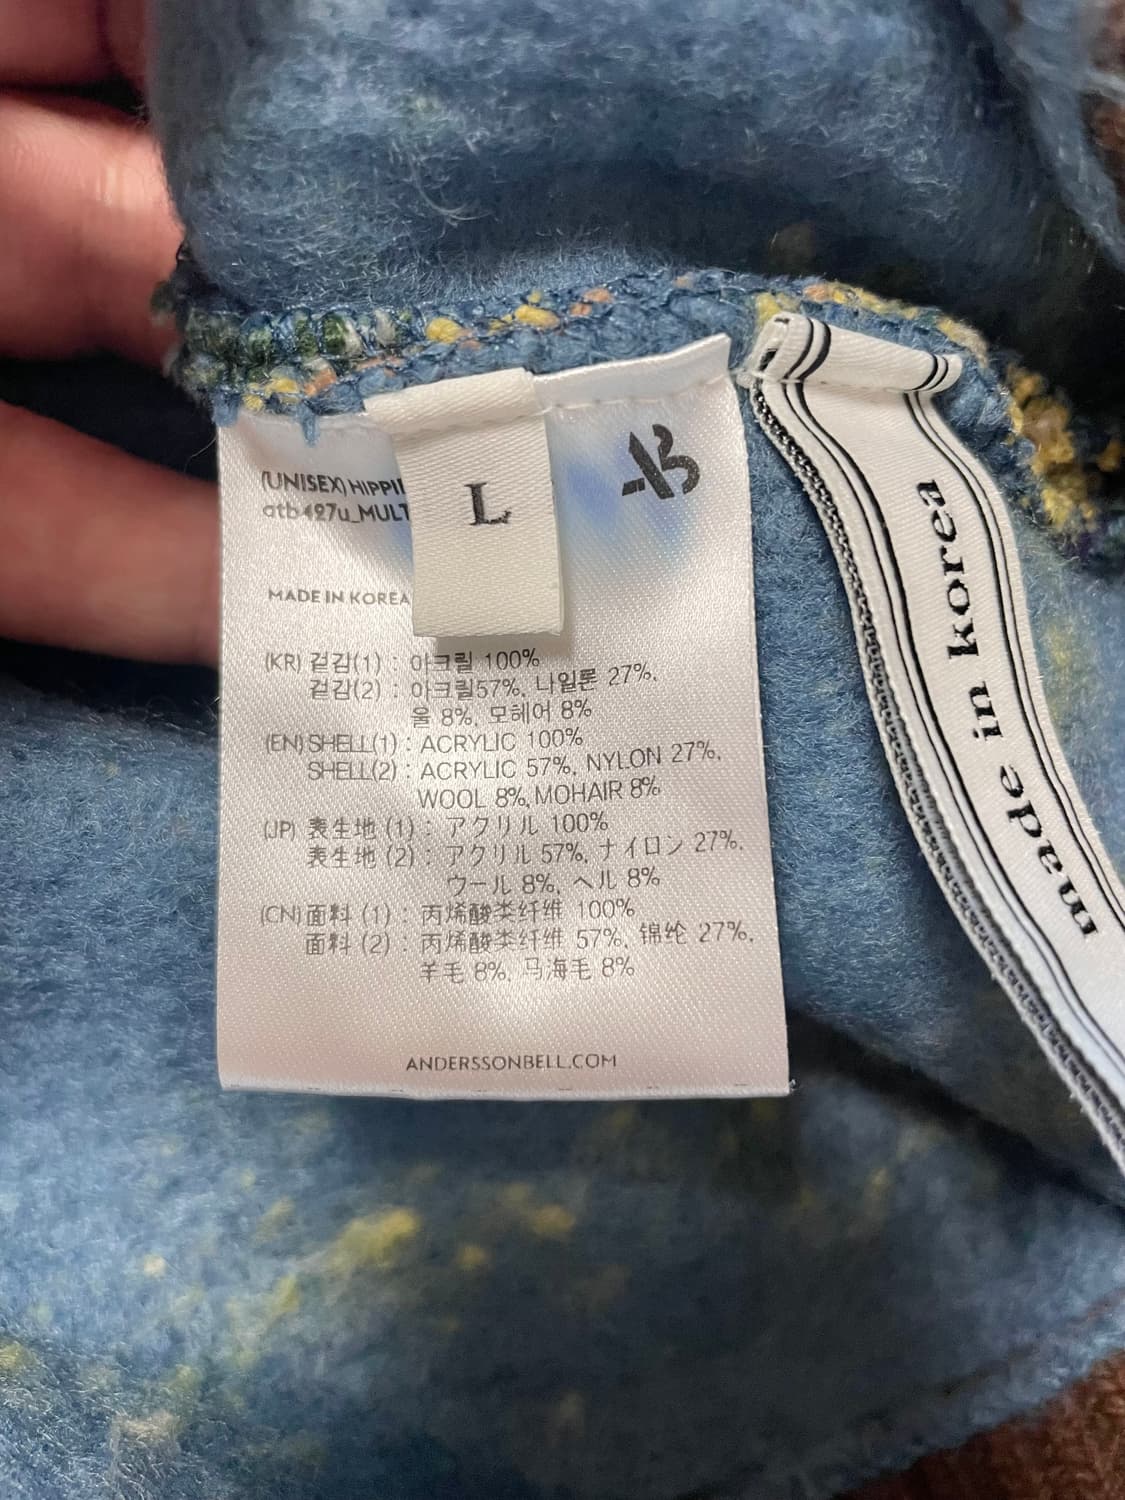 (UNISEX) HIPPI
atb427u_MULT
L
AB
MADE IN KOREA
(KR) 겉감(1) : 아크릴 100%
겉감(2) : 아크릴57%, 나일론 27%,
울 8%, 모헤어 8%
(EN) SHELL(1) : ACRYLIC 100%
SHELL(2) : ACRYLIC 57%, NYLON 27%,
WOOL 8%, MOHAIR 8%
(JP) 表生地 (1) : アクリル 100%
表生地 (2) : アクリル 57%, ナイロン 27%,
ウール 8%, ヘル 8%
(CN) 面料 (1) : 丙烯酸类纤维 100%
面料 (2) : 丙烯酸类纤维 57%, 锦纶 27%,
羊毛 8%, 马海毛 8%
ANDERSSONBELL.COM
made in korea